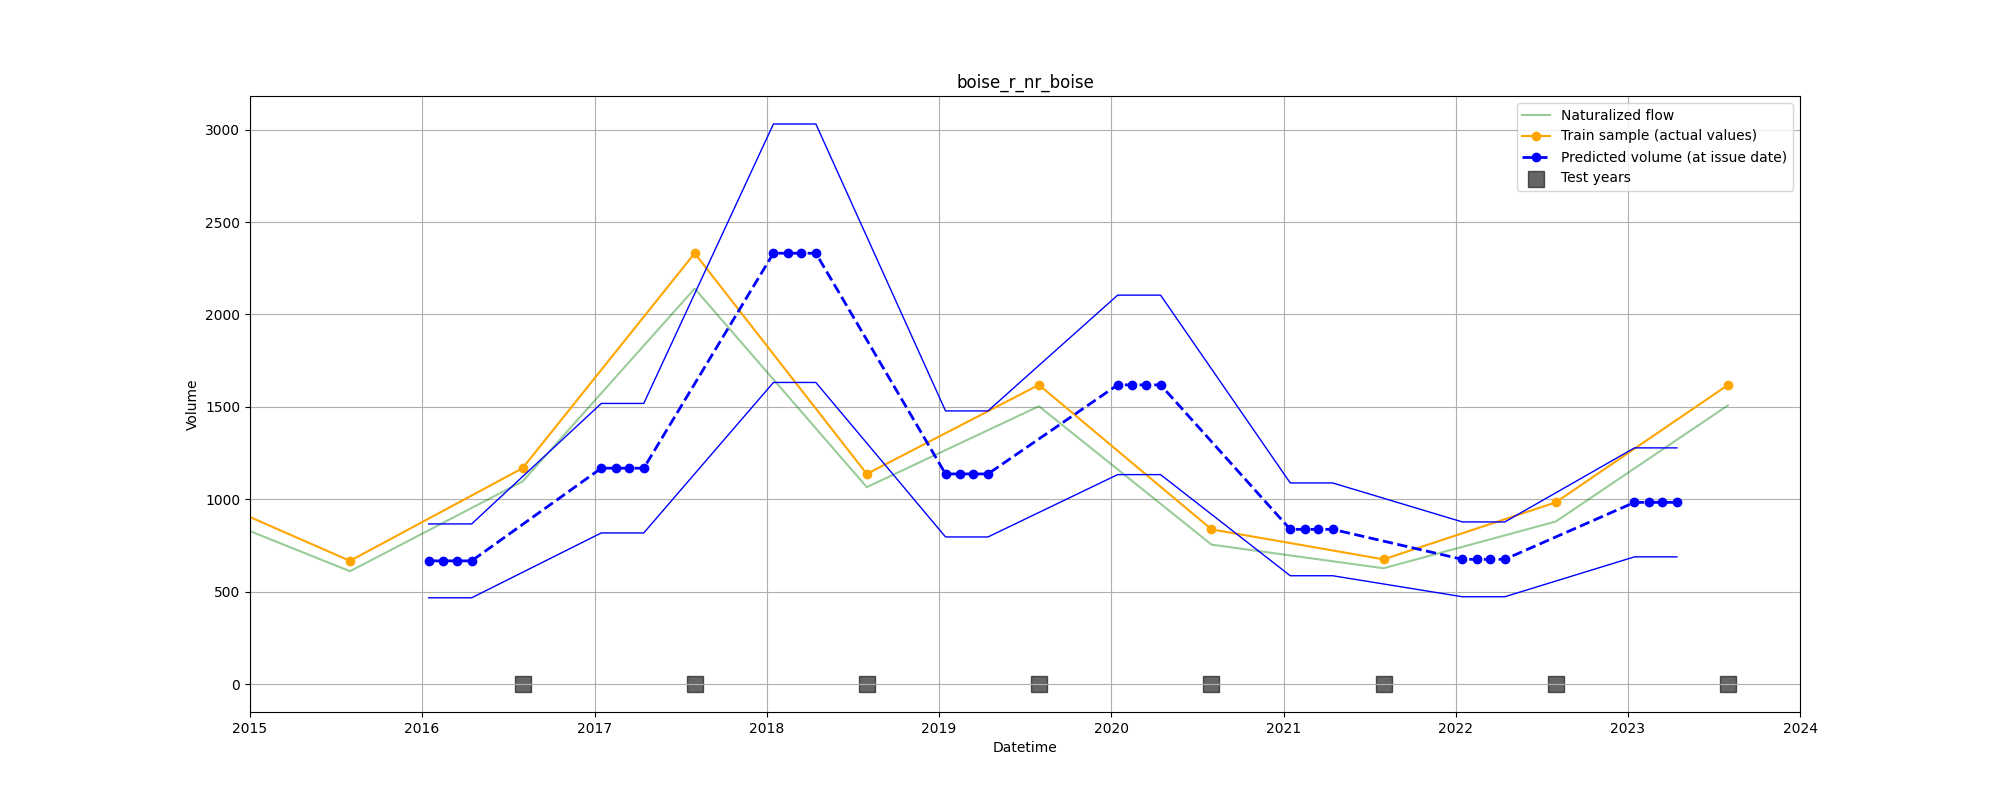 boise_r_nr_boise
Naturalized flow
Train sample (actual values)
Predicted volume (at issue date)
Test years
3000
2500
2000
1500
1000
500
0
Volume
2015 2016 2017 2018 2019 2020 2021 2022 2023 2024
Datetime